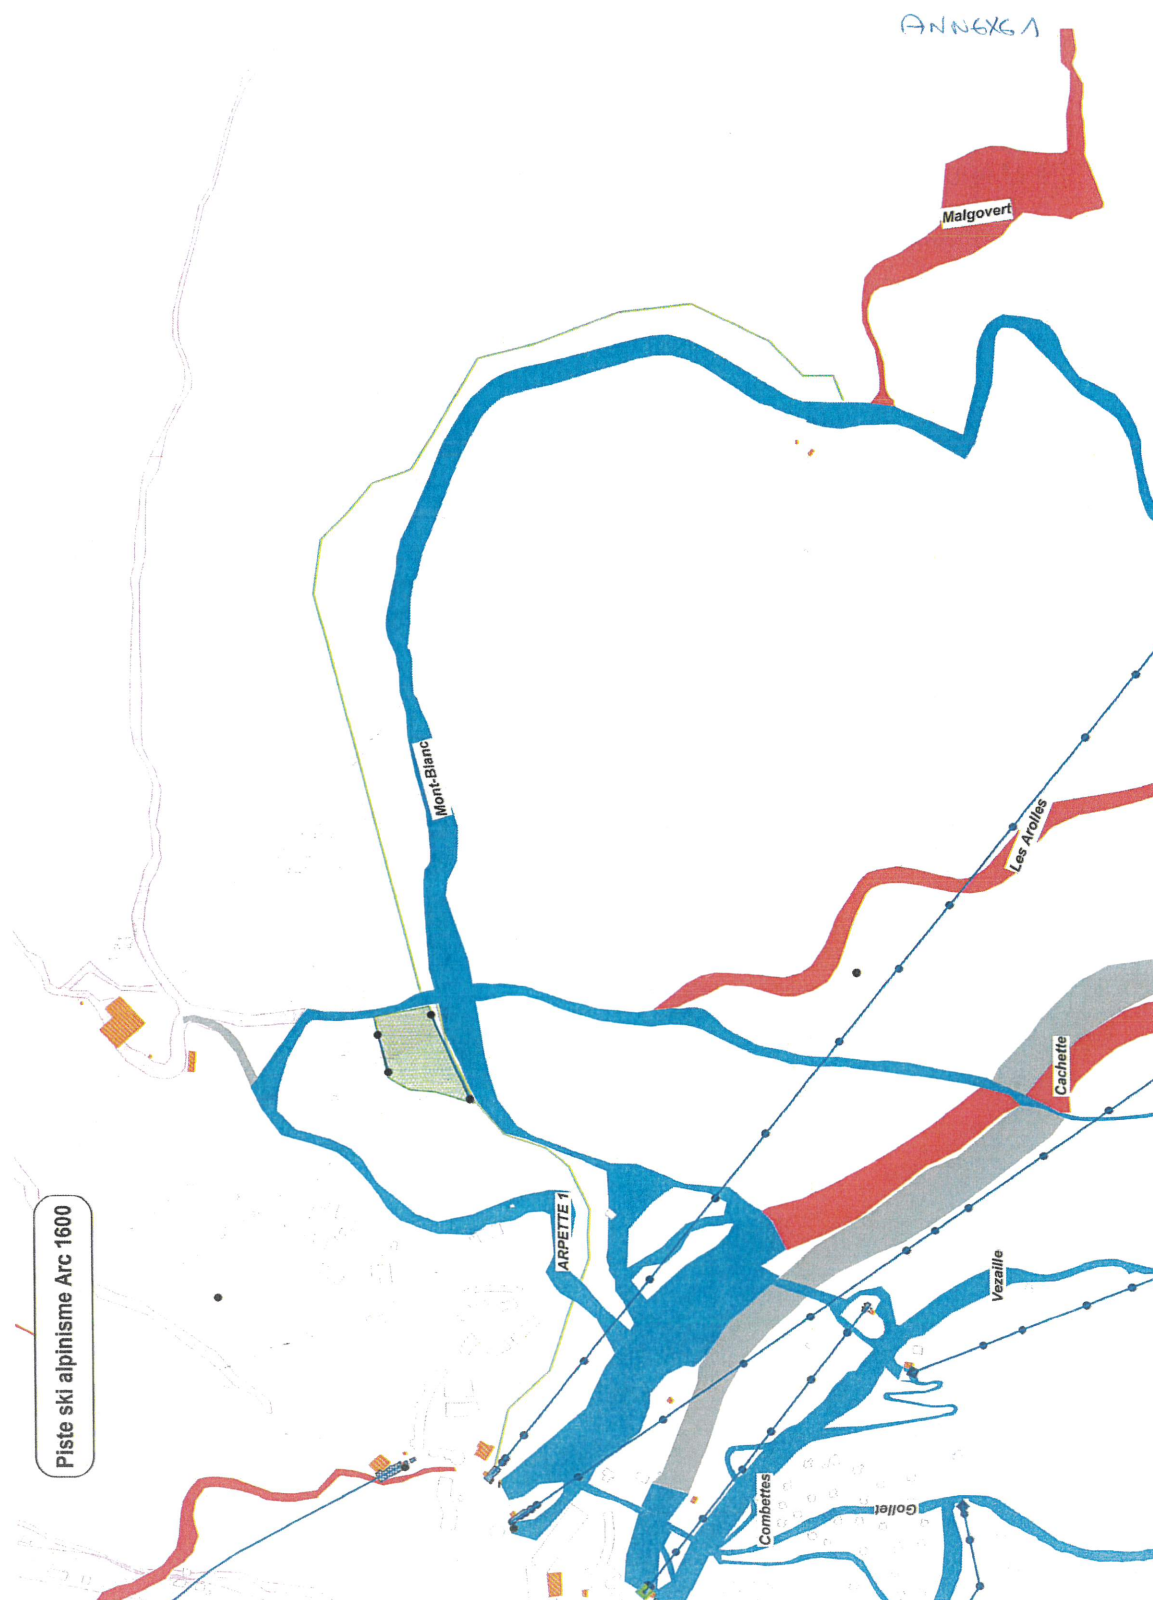 ANNEXE 1
Malgovert
Mont-Blanc
Les Arolles
Cachette
ARPETTE 1
Vezaille
Piste ski alpinisme Arc 1600
Combettes
Gollet